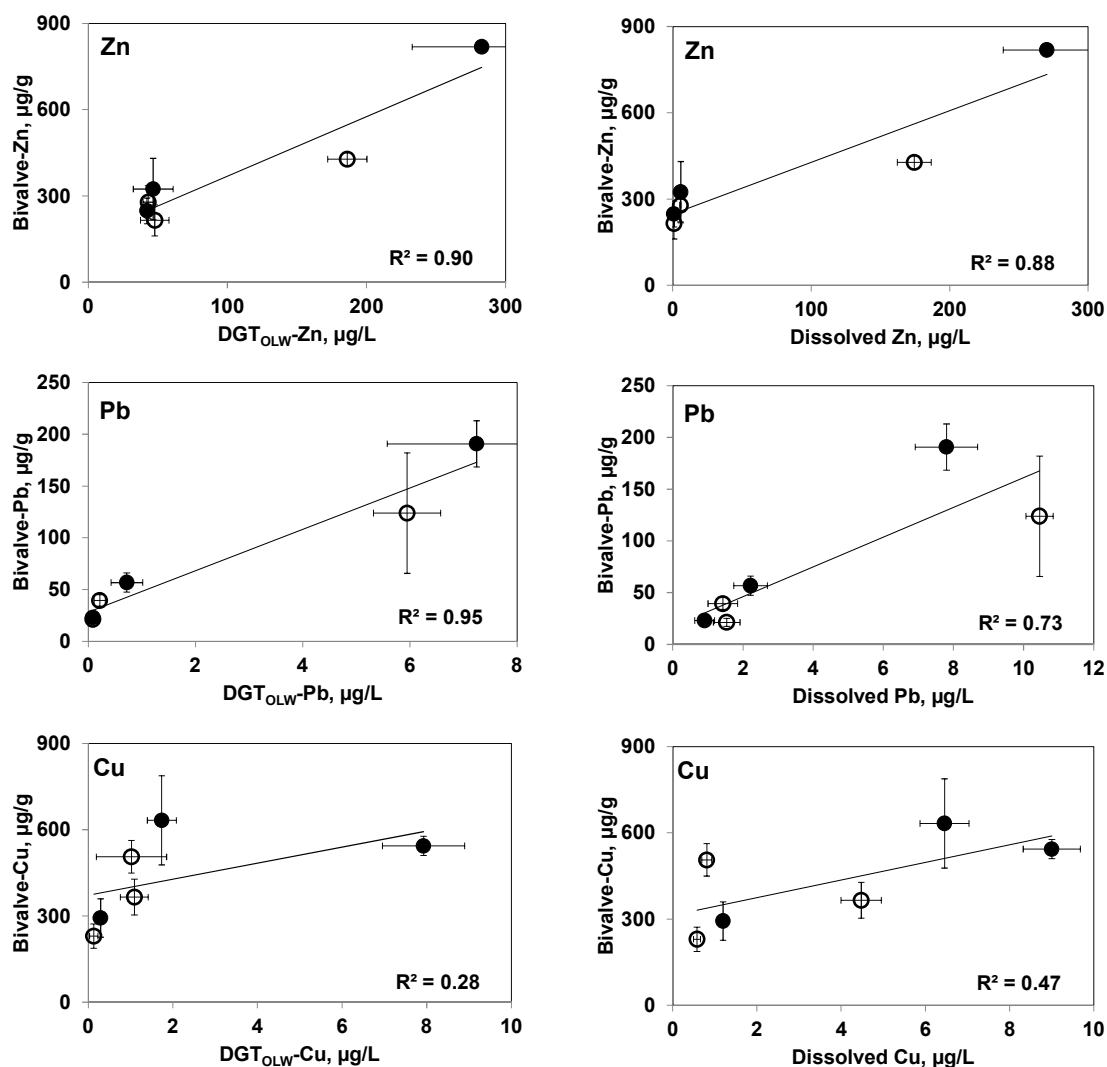 Zn
Bivalve-Zn, µg/g
900
600
300
0
0 100 200 300
DGTOLW-Zn, µg/L
R² = 0.90
Zn
Bivalve-Zn, µg/g
900
600
300
0
0 100 200 300
Dissolved Zn, µg/L
R² = 0.88
Pb
Bivalve-Pb, µg/g
250
200
150
100
50
0
0 2 4 6 8
DGTOLW-Pb, µg/L
R² = 0.95
Pb
Bivalve-Pb, µg/g
250
200
150
100
50
0
0 2 4 6 8 10 12
Dissolved Pb, µg/L
R² = 0.73
Cu
Bivalve-Cu, µg/g
900
600
300
0
0 2 4 6 8 10
DGTOLW-Cu, µg/L
R² = 0.28
Cu
Bivalve-Cu, µg/g
900
600
300
0
0 2 4 6 8 10
Dissolved Cu, µg/L
R² = 0.47